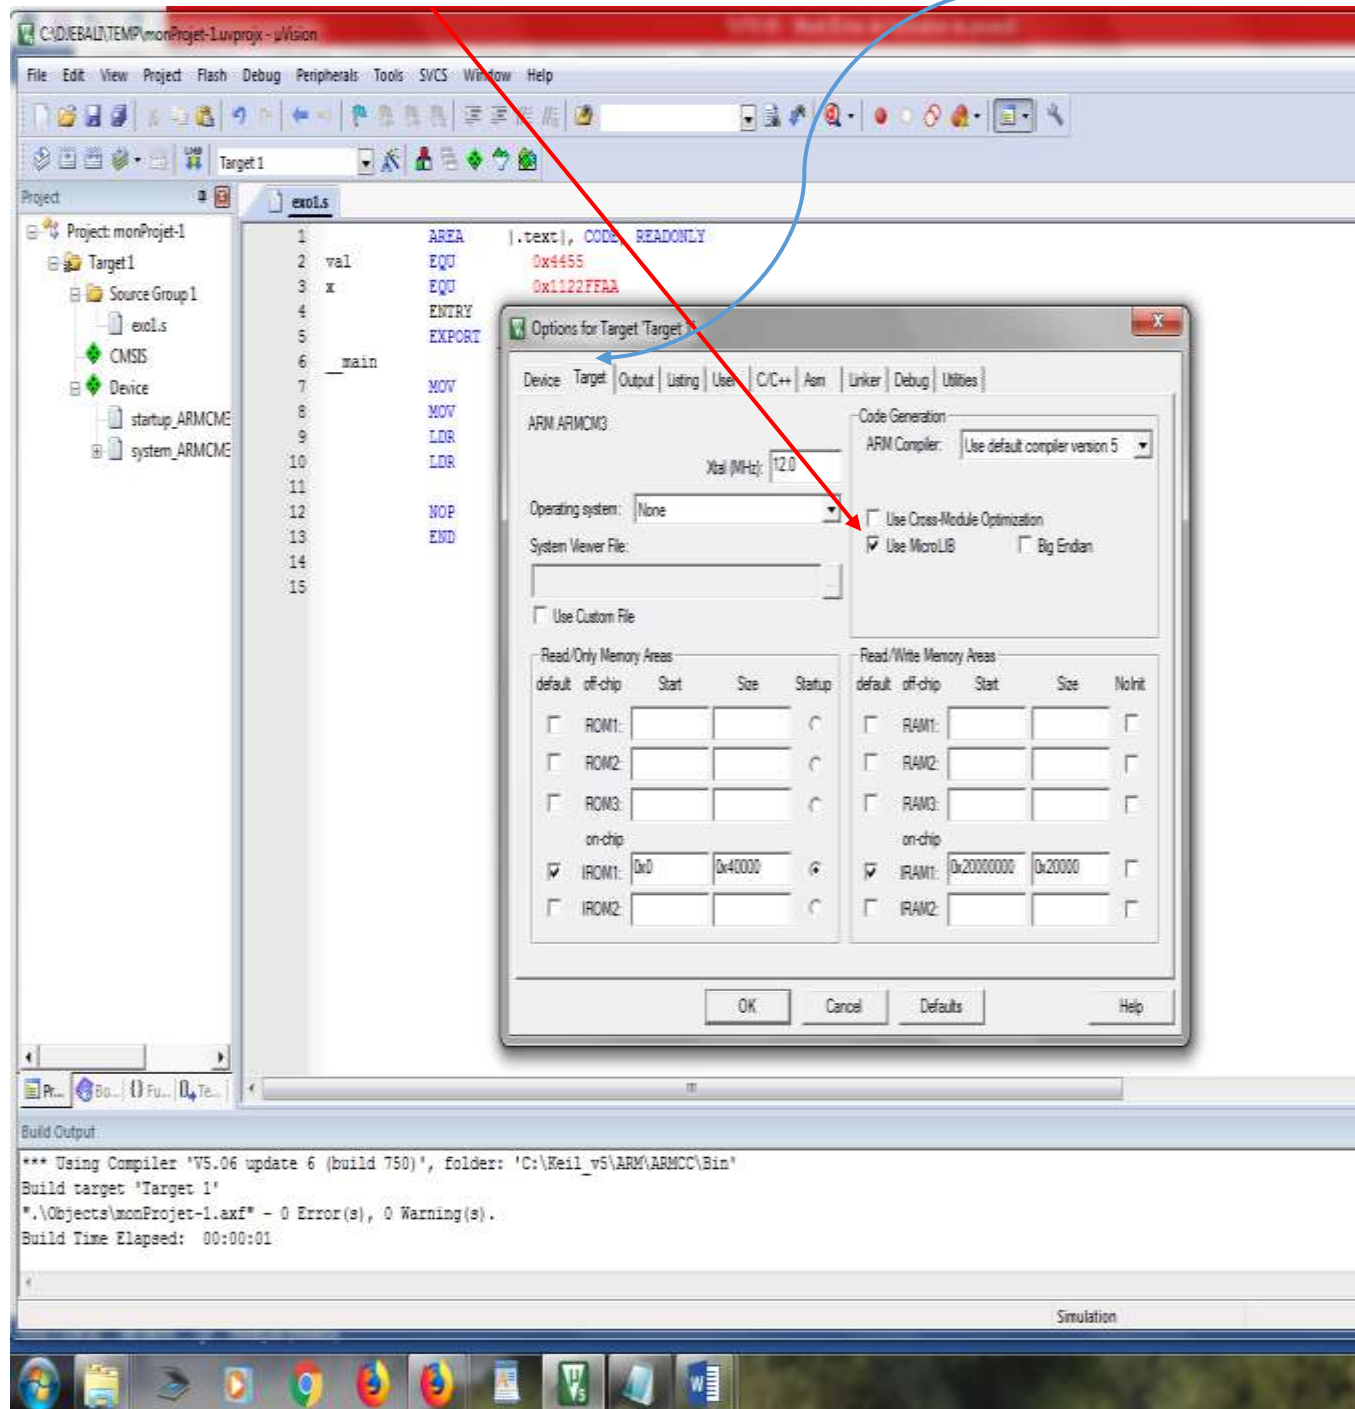 C:\DJEBALI\TEMP\monProjet-1.uvprojx - µVision
File Edit View Project Flash Debug Peripherals Tools SVCS Window Help
Target 1
Project
exo1.s
Project: monProjet-1
Target 1
Source Group 1
exo1.s
CMSIS
Device
startup_ARMCM3
system_ARMCM3
1 AREA |.text|, CODE, READONLY
2 val EQU 0x4455
3 x EQU 0x1122FFAA
4 ENTRY
5 EXPORT
6 __main
7 MOV
8 MOV
9 LDR
10 LDR
11
12 NOP
13 END
14
15
Options for Target 'Target 1'
X
Device Target Output Listing User C/C++ Asm Linker Debug Utilities
ARM ARMCM3
Xtal (MHz): 12.0
Operating system: None
System Viewer File:
...
Use Custom File
Code Generation
ARM Compiler: Use default compiler version 5
Use Cross-Module Optimization
Use MicroLIB Big Endian
Read/Only Memory Areas
default off-chip Start Size Startup
ROM1:
ROM2:
ROM3:
on-chip
IROM1: 0x0 0x40000
IROM2:
Read/Write Memory Areas
default off-chip Start Size NoInit
RAM1:
RAM2:
RAM3:
on-chip
IRAM1: 0x20000000 0x20000
IRAM2:
OK Cancel Defaults Help
Pr... Bo... {} Fu... 0 Te...
Build Output
*** Using Compiler 'V5.06 update 6 (build 750)', folder: 'C:\Keil_v5\ARM\ARMCC\Bin'
Build target 'Target 1'
".\Objects\monProjet-1.axf" - 0 Error(s), 0 Warning(s).
Build Time Elapsed: 00:00:01
Simulation